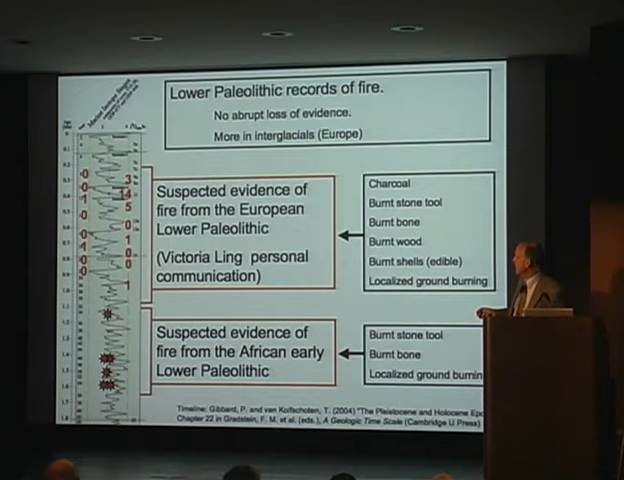 Lower Paleolithic records of fire.
No abrupt loss of evidence.
More in interglacials (Europe)
Suspected evidence of
fire from the European
Lower Paleolithic
(Victoria Ling personal
communication)
Charcoal
Burnt stone tool
Burnt bone
Burnt wood
Burnt shells (edible)
Localized ground burning
Suspected evidence of
fire from the African early
Lower Paleolithic
Burnt stone tool
Burnt bone
Localized ground burnin
Timeline: Gibbard, P. and van Kolfschoten, T. (2004) "The Pleistocene and Holocene Epo
Chapter 22 in Gradstein, F. M. et al. (eds.), A Geologic Time Scale (Cambridge U Press)